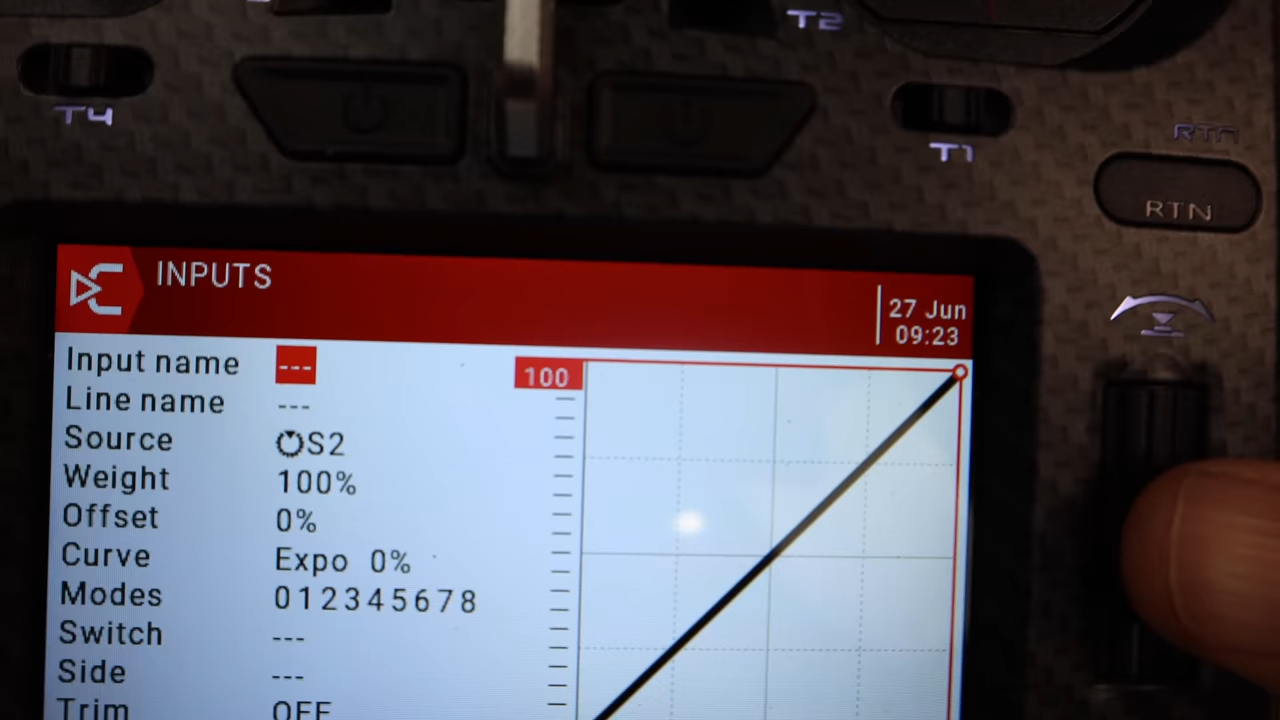 T2
T4
T1
RTN
RTN
INPUTS
27 Jun
09:23
Input name ---
Line name ---
Source S2
Weight 100%
Offset 0%
Curve Expo 0%
Modes 012345678
Switch ---
Side ---
Trim OFF
100